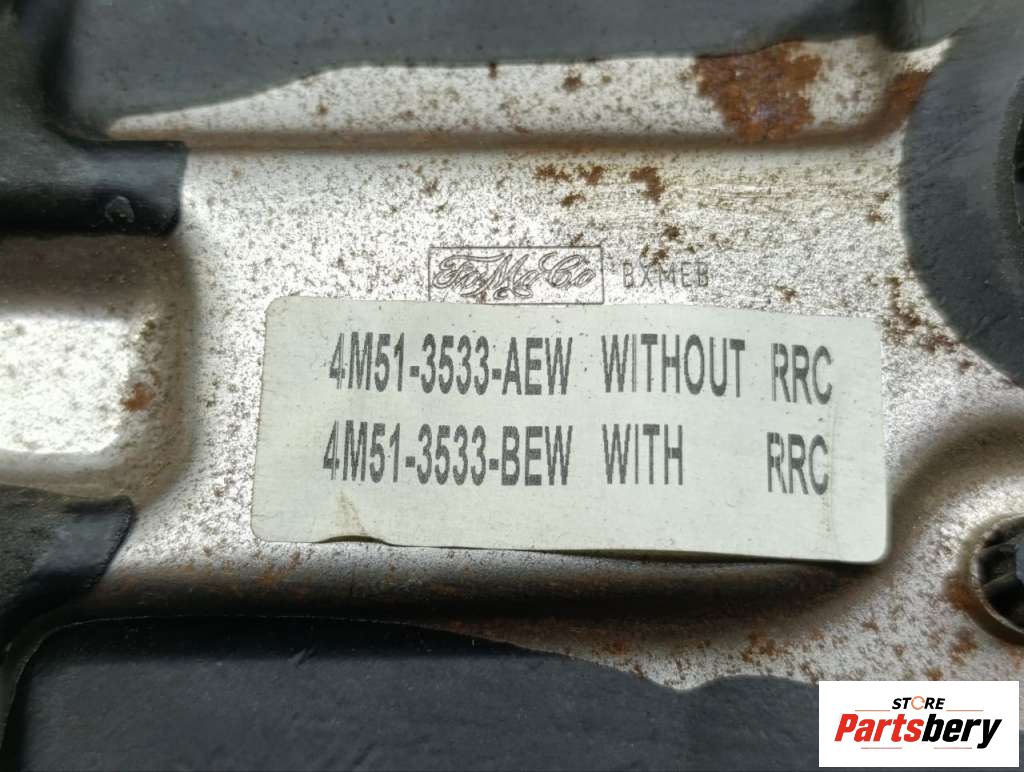 FoMoCo BXMEB
4M51-3533-AEW WITHOUT RRC
4M51-3533-BEW WITH RRC
STORE
Partsbery